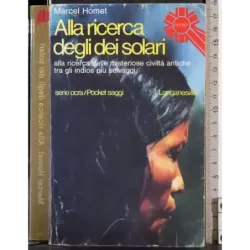 Marcel Homet
Alla ricerca
degli dei solari
alla ricerca delle misteriose civiltà antiche
tra gli indios più selvaggi
serie ocra/Pocket saggi
Longanesi &